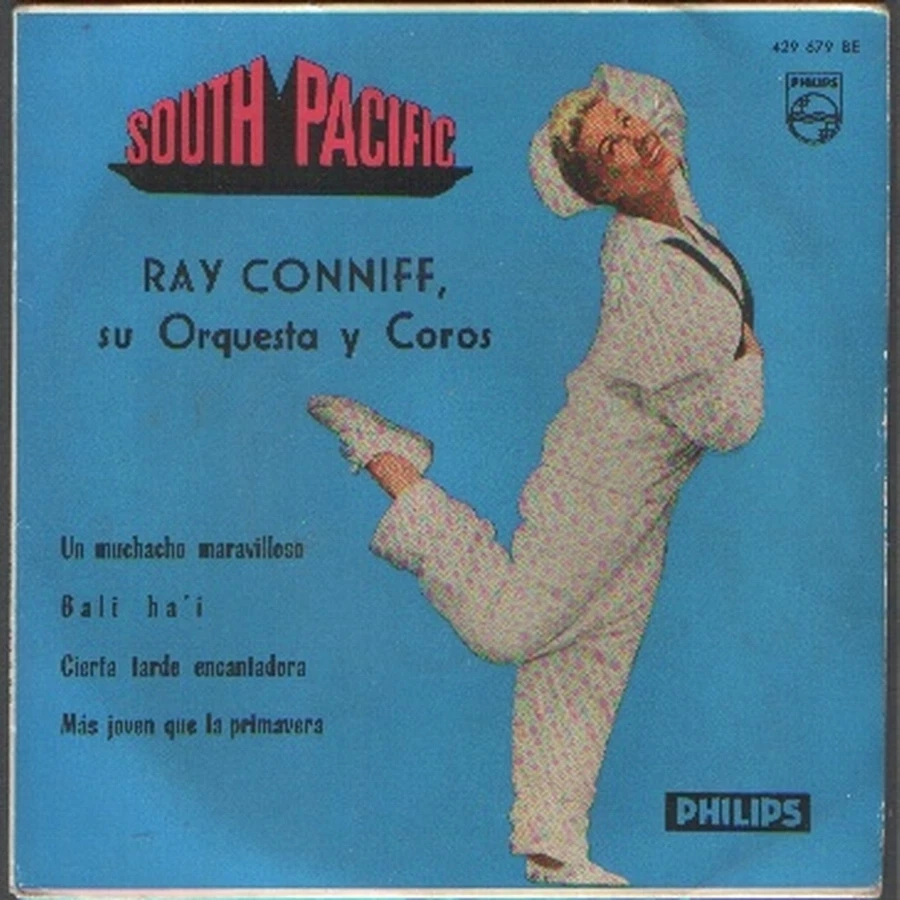 429 679 BE
PHILIPS
SOUTH PACIFIC
RAY CONNIFF,
su Orquesta y Coros
Un muchacho maravilloso
Bali ha'i
Cierta tarde encantadora
Más joven que la primavera
PHILIPS